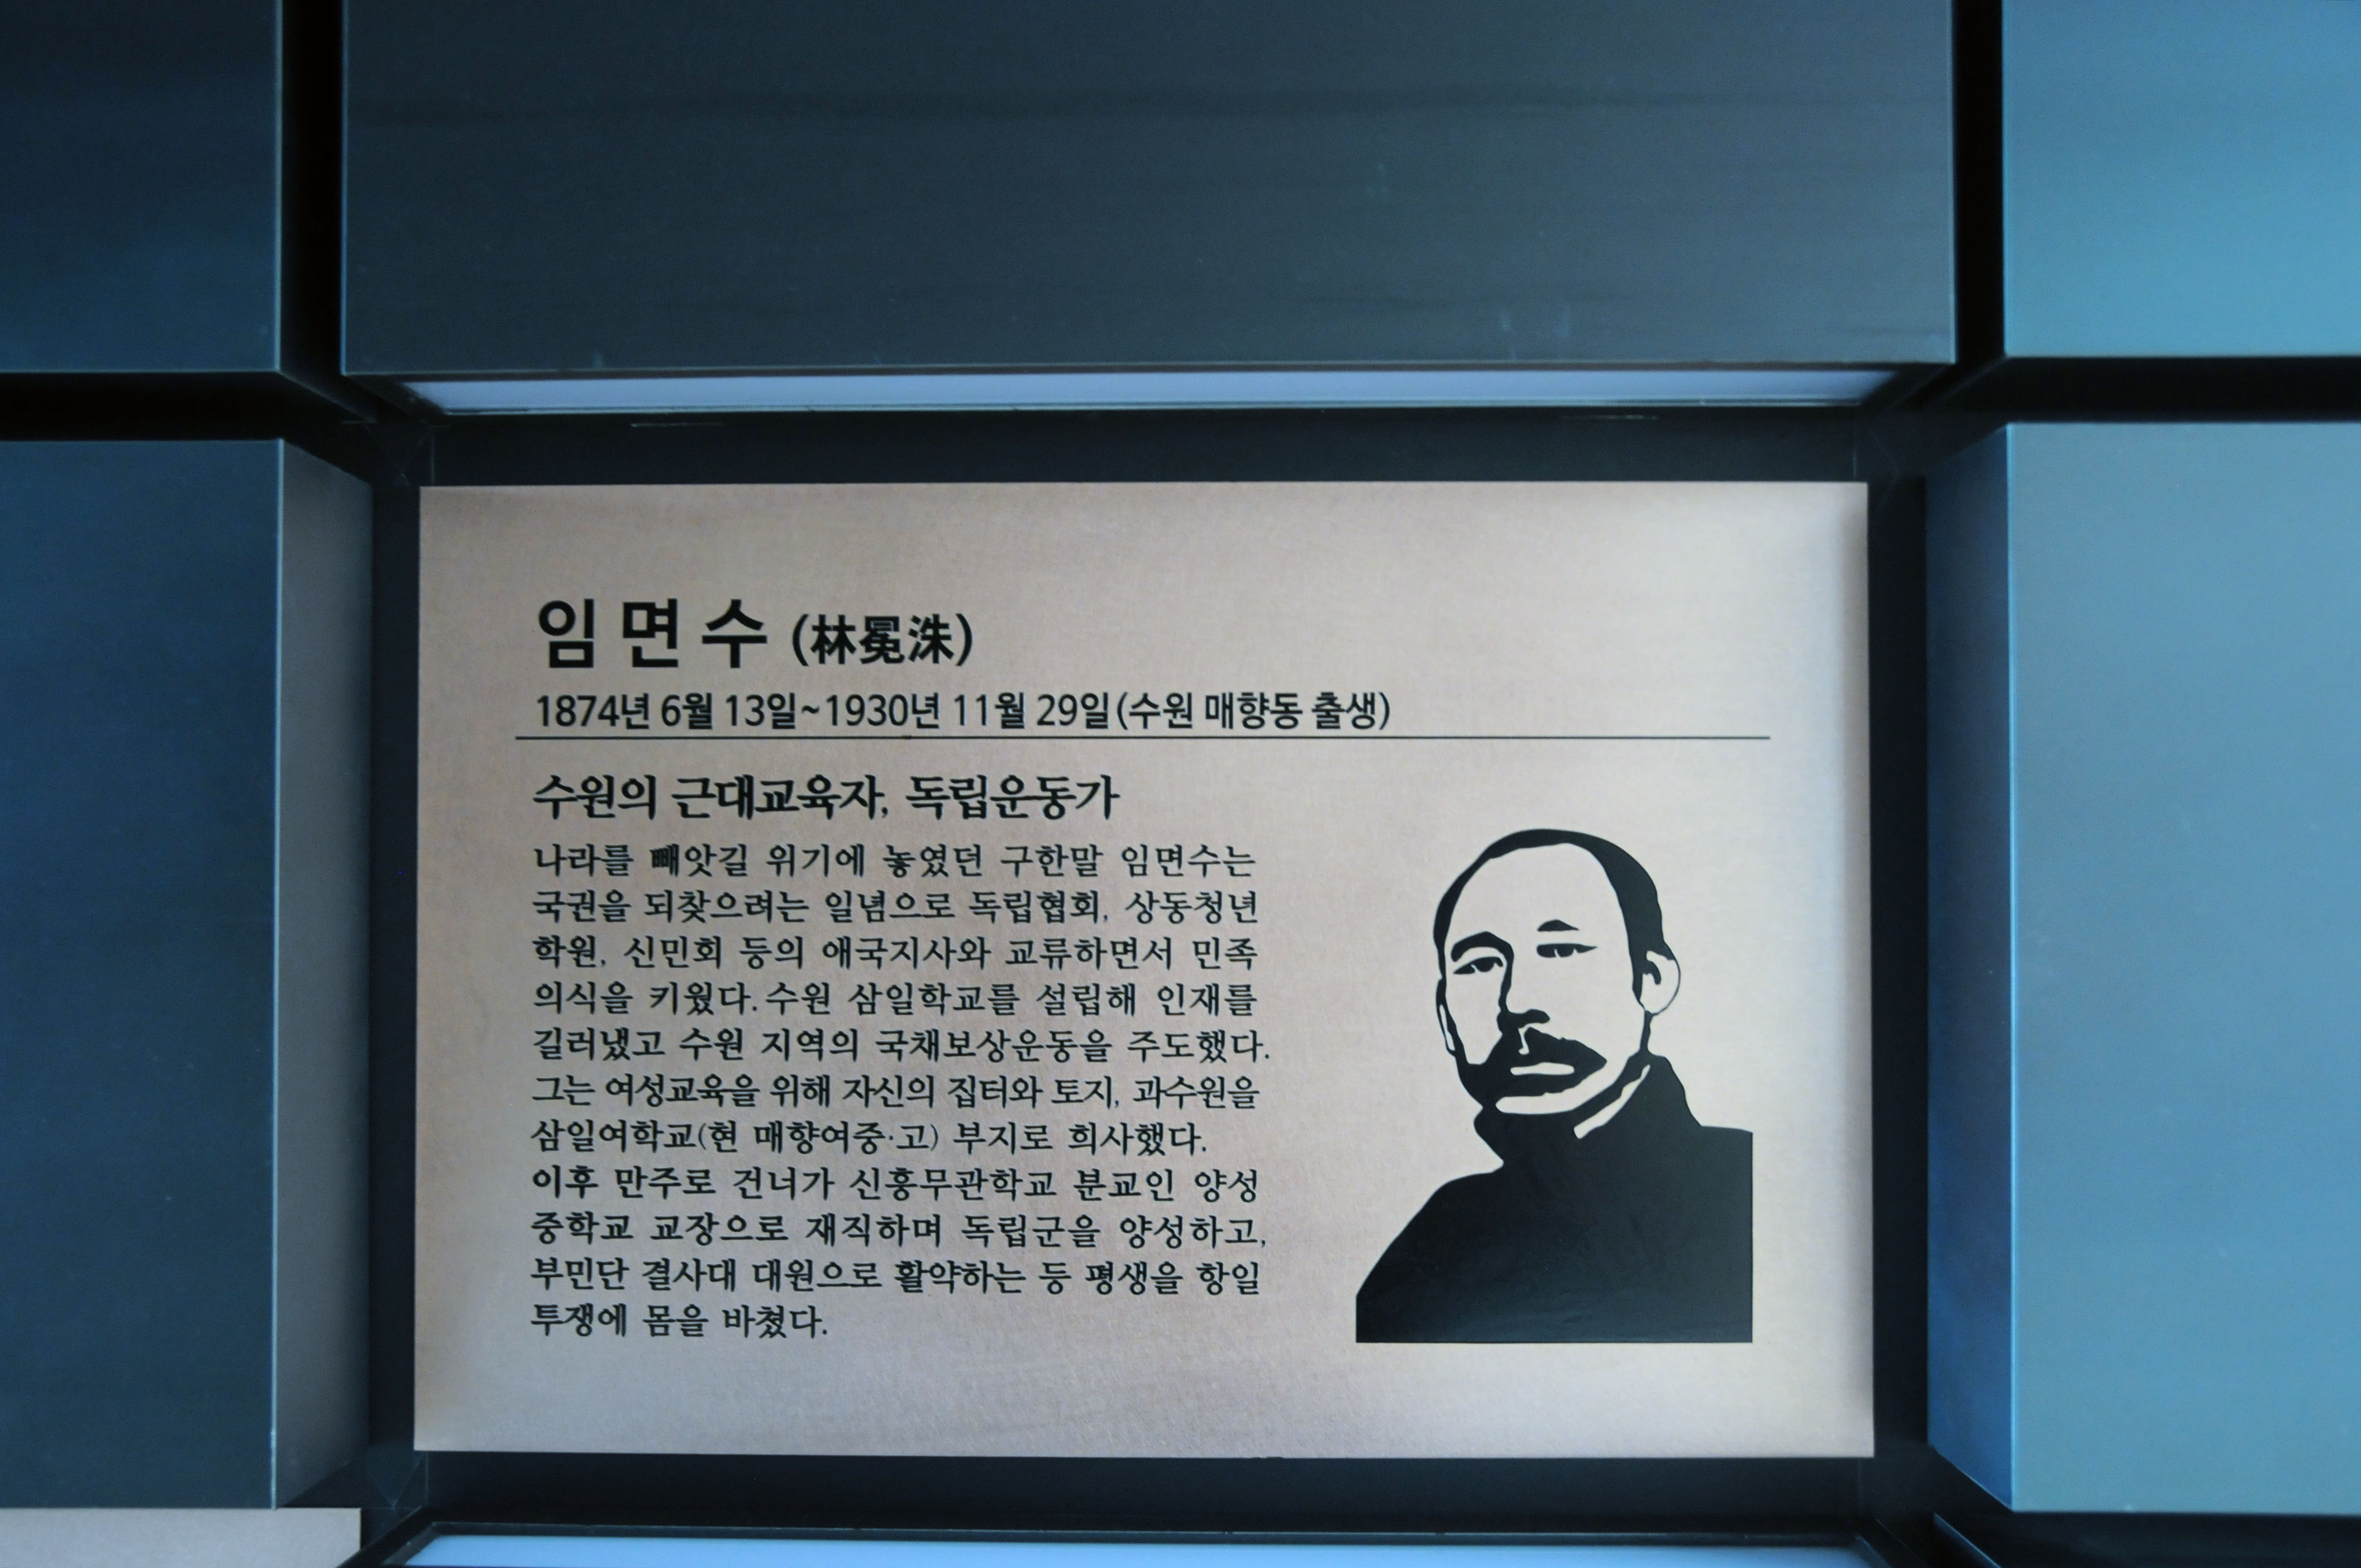 임면수 (林冕洙)
1874년 6월 13일~1930년 11월 29일(수원 매향동 출생)
수원의 근대교육자, 독립운동가
나라를 빼앗길 위기에 놓였던 구한말 임면수는
국권을 되찾으려는 일념으로 독립협회, 상동청년
학원, 신민회 등의 애국지사와 교류하면서 민족
의식을 키웠다.수원 삼일학교를 설립해 인재를
길러냈고 수원 지역의 국채보상운동을 주도했다.
그는 여성교육을 위해 자신의 집터와 토지, 과수원을
삼일여학교(현 매향여중·고) 부지로 희사했다.
이후 만주로 건너가 신흥무관학교 분교인 양성
중학교 교장으로 재직하며 독립군을 양성하고,
부민단 결사대 대원으로 활약하는 등 평생을 항일
투쟁에 몸을 바쳤다.